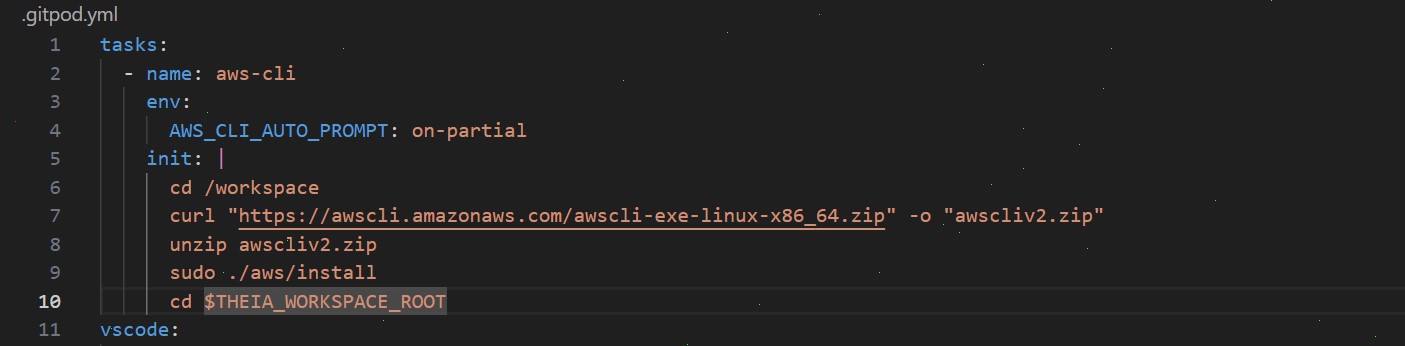 .gitpod.yml
1 tasks:
2 - name: aws-cli
3 env:
4 AWS_CLI_AUTO_PROMPT: on-partial
5 init: |
6 cd /workspace
7 curl "https://awscli.amazonaws.com/awscli-exe-linux-x86_64.zip" -o "awscliv2.zip"
8 unzip awscliv2.zip
9 sudo ./aws/install
10 cd $THEIA_WORKSPACE_ROOT
11 vscode: